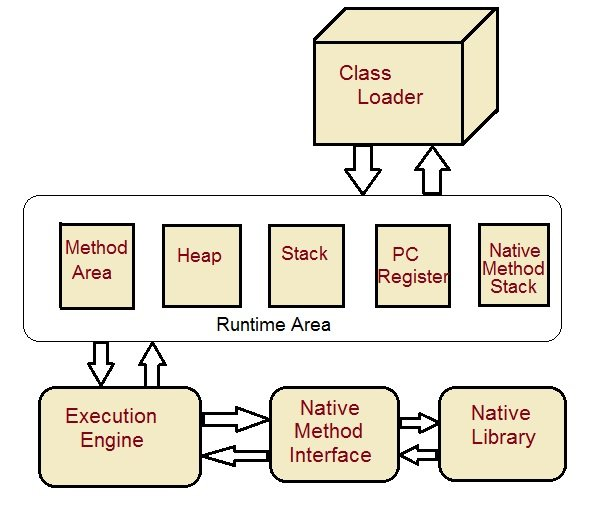 Class
Loader
Method
Area
Heap
Stack
PC
Register
Native
Method
Stack
Runtime Area
Execution
Engine
Native
Method
Interface
Native
Library